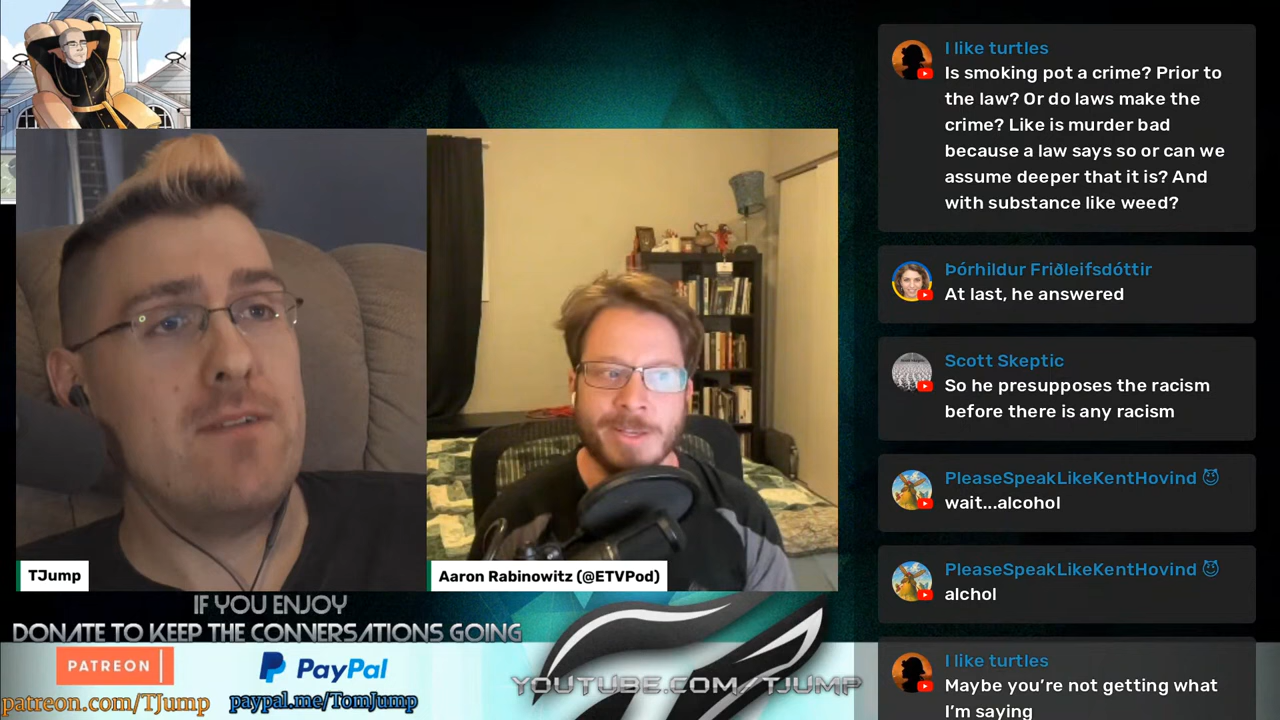 I like turtles
Is smoking pot a crime? Prior to
the law? Or do laws make the
crime? Like is murder bad
because a law says so or can we
assume deeper that it is? And
with substance like weed?
Þórhildur Friðleifsdóttir
At last, he answered
Scott Skeptic
So he presupposes the racism
before there is any racism
PleaseSpeakLikeKentHovind 😈
wait...alcohol
PleaseSpeakLikeKentHovind 😈
alchol
I like turtles
Maybe you're not getting what
I'm saying
TJump
Aaron Rabinowitz (@ETVPod)
IF YOU ENJOY
DONATE TO KEEP THE CONVERSATIONS GOING
PATREON
PayPal
patreon.com/TJump
paypal.me/TomJump
YOUTUBE.COM/TJUMP